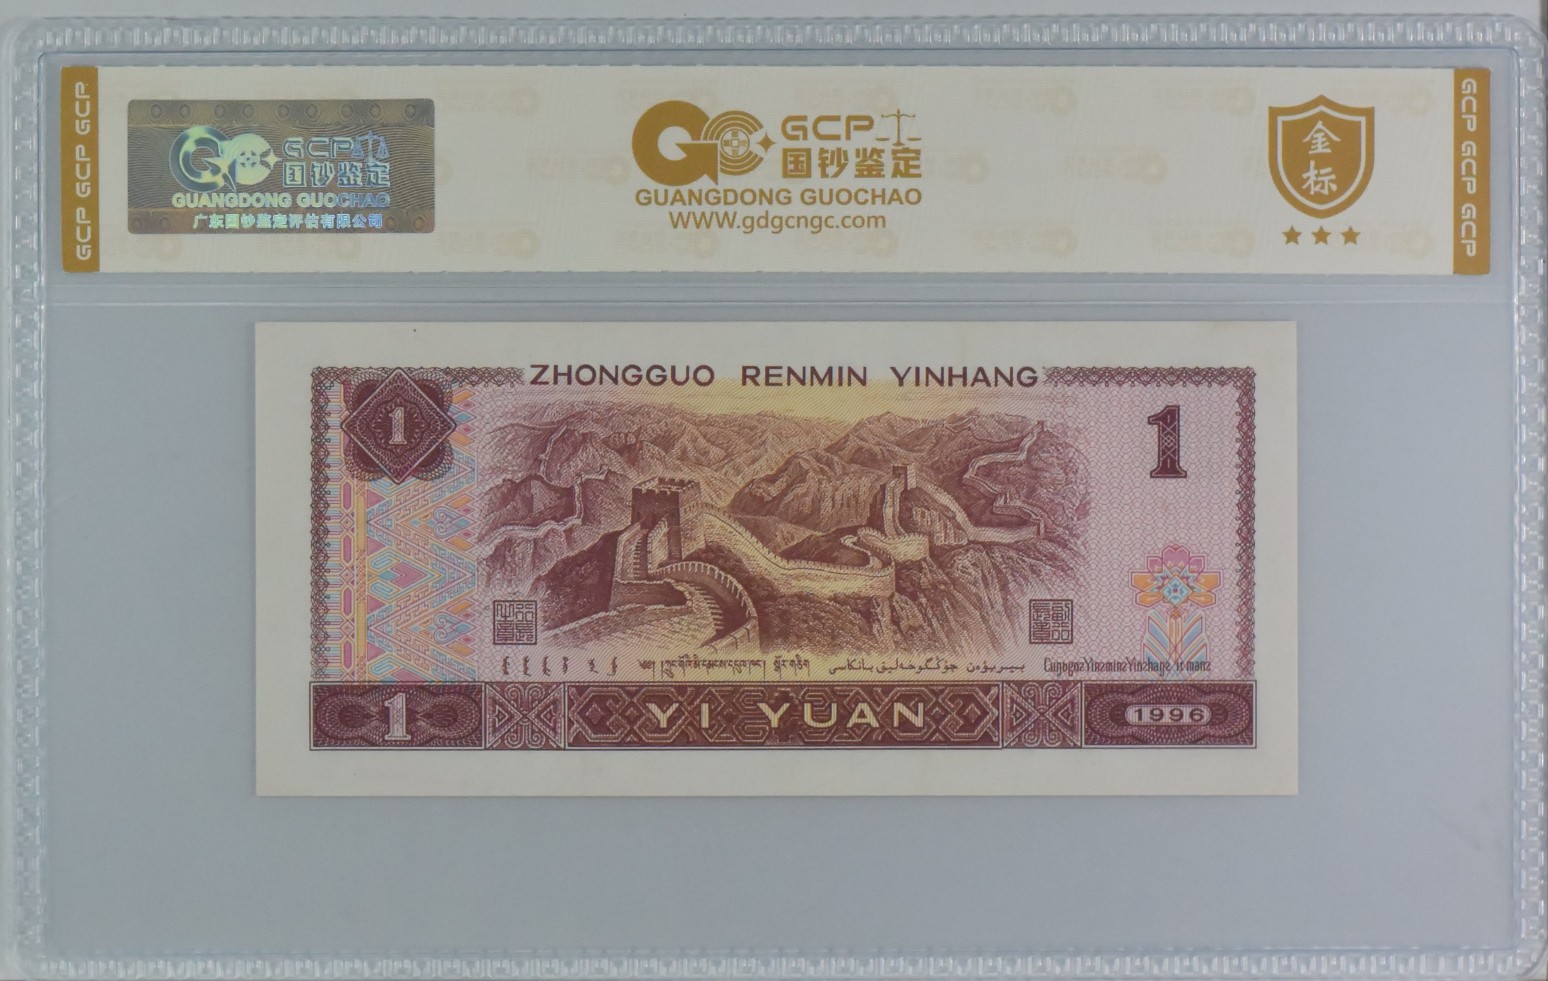 GCP GCP GCP
GCP 国钞鉴定
GUANGDONG GUOCHAO
广东国钞鉴定评估有限公司
GCP
国钞鉴定
GUANGDONG GUOCHAO
WWW.gdgcngc.com
金标
GCP GCP GCP
ZHONGGUO RENMIN YINHANG
1
1
1 YI YUAN 1996